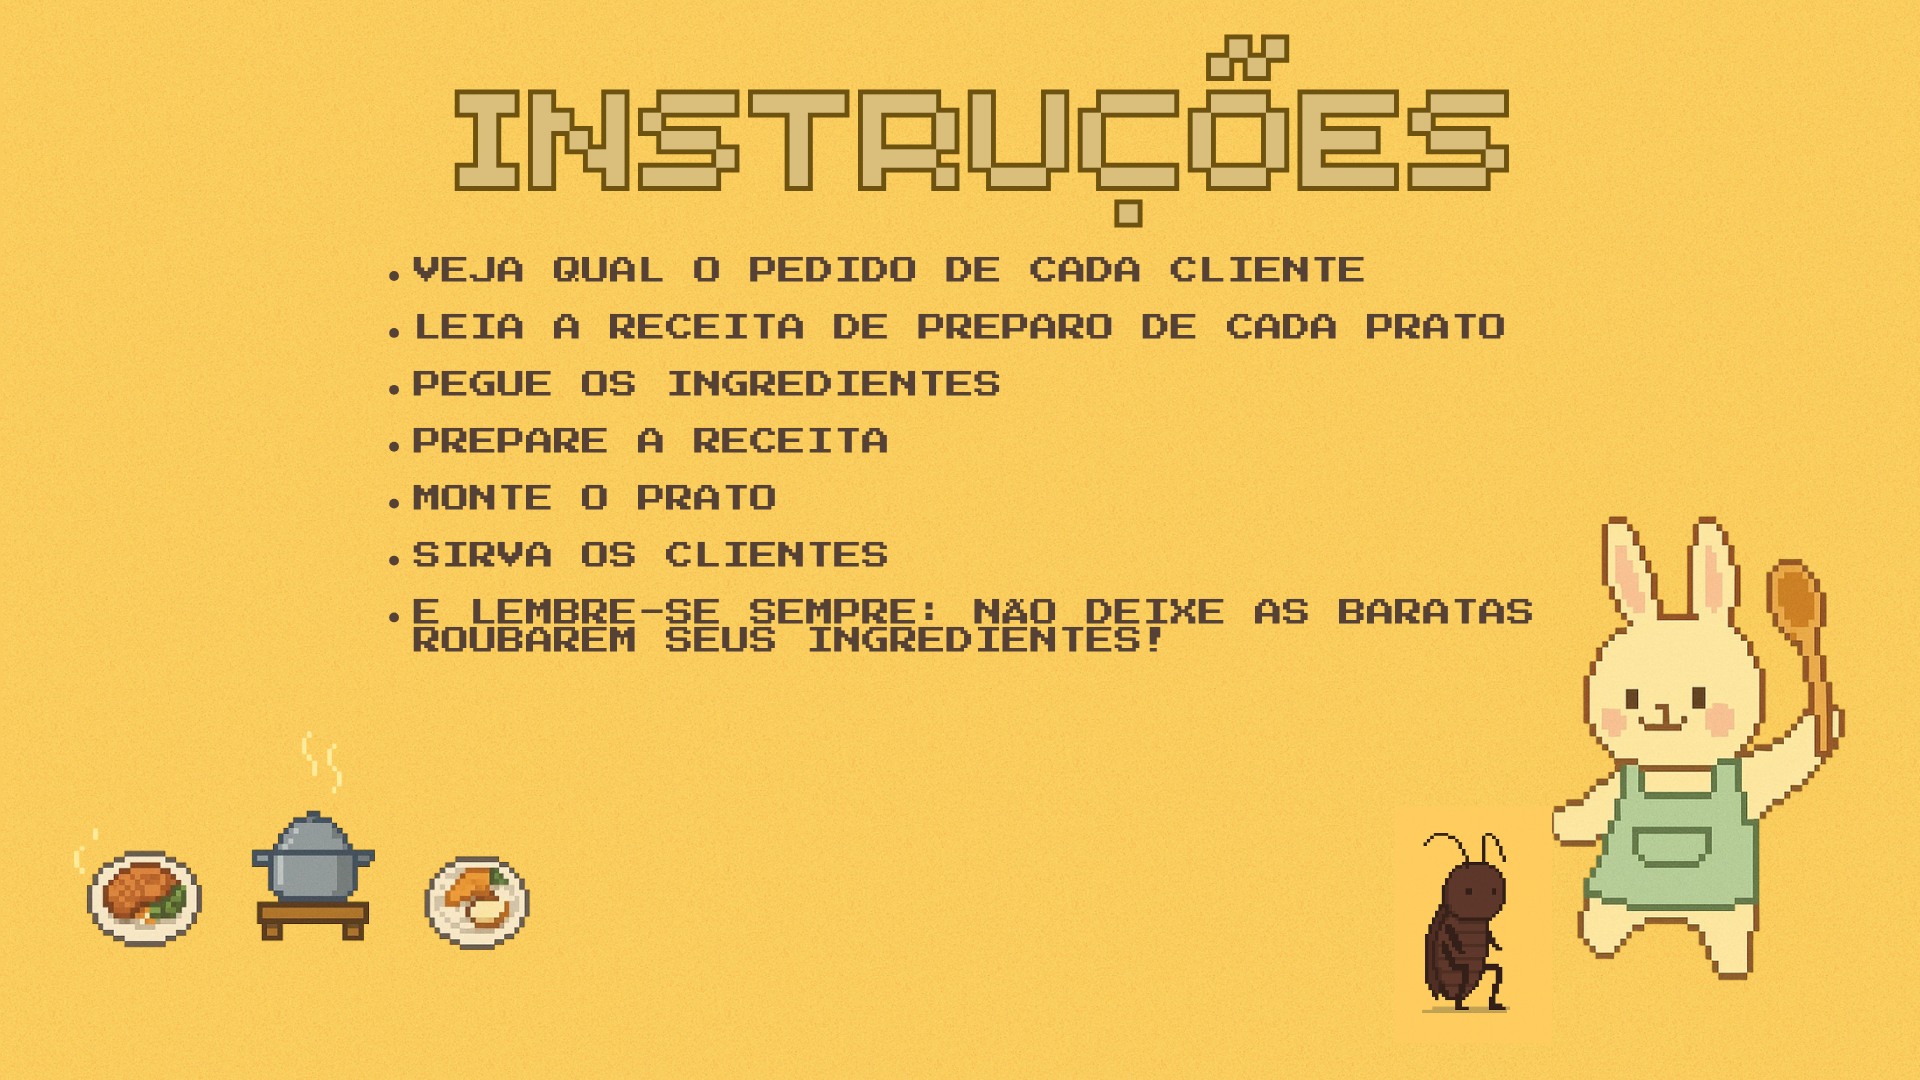 INSTRUÇÕES
• VEJA QUAL O PEDIDO DE CADA CLIENTE
• LEIA A RECEITA DE PREPARO DE CADA PRATO
• PEGUE OS INGREDIENTES
• PREPARE A RECEITA
• MONTE O PRATO
• SIRVA OS CLIENTES
• E LEMBRE-SE SEMPRE: NÃO DEIXE AS BARATAS
ROUBAREM SEUS INGREDIENTES!